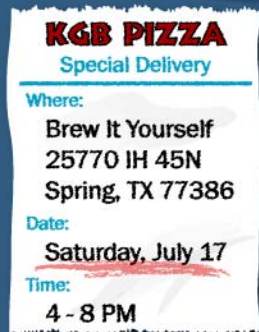 KGB PIZZA
Special Delivery
Where:
Brew It Yourself
25770 IH 45N
Spring, TX 77386
Date:
Saturday, July 17
Time:
4 - 8 PM